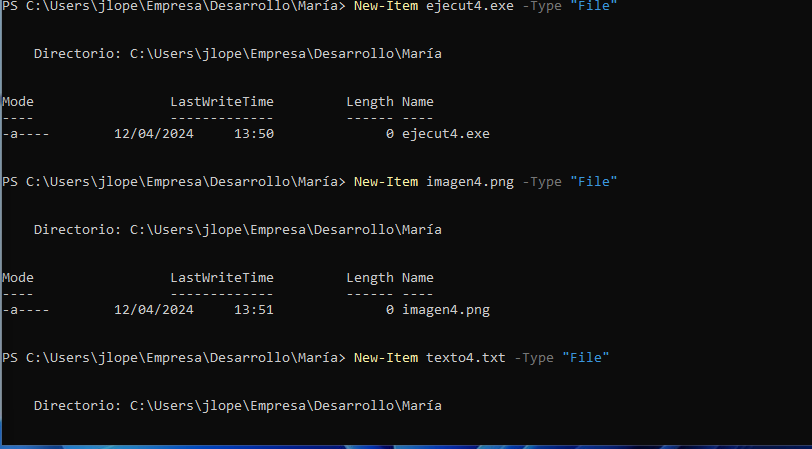 PS C:\Users\jlope\Empresa\Desarrollo\María> New-Item ejecut4.exe -Type "File"
Directorio: C:\Users\jlope\Empresa\Desarrollo\María
Mode LastWriteTime Length Name
---- ------------- ------ ----
-a---- 12/04/2024 13:50 0 ejecut4.exe
PS C:\Users\jlope\Empresa\Desarrollo\María> New-Item imagen4.png -Type "File"
Directorio: C:\Users\jlope\Empresa\Desarrollo\María
Mode LastWriteTime Length Name
---- ------------- ------ ----
-a---- 12/04/2024 13:51 0 imagen4.png
PS C:\Users\jlope\Empresa\Desarrollo\María> New-Item texto4.txt -Type "File"
Directorio: C:\Users\jlope\Empresa\Desarrollo\María